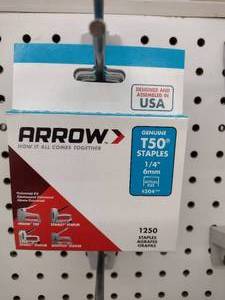 DESIGNED AND
ASSEMBLED IN
USA
ARROW
HOW IT ALL COMES TOGETHER
GENUINE
T50®
STAPLES
1/4"
6mm
1250
STAPLES
AGRAFES
GRAPAS